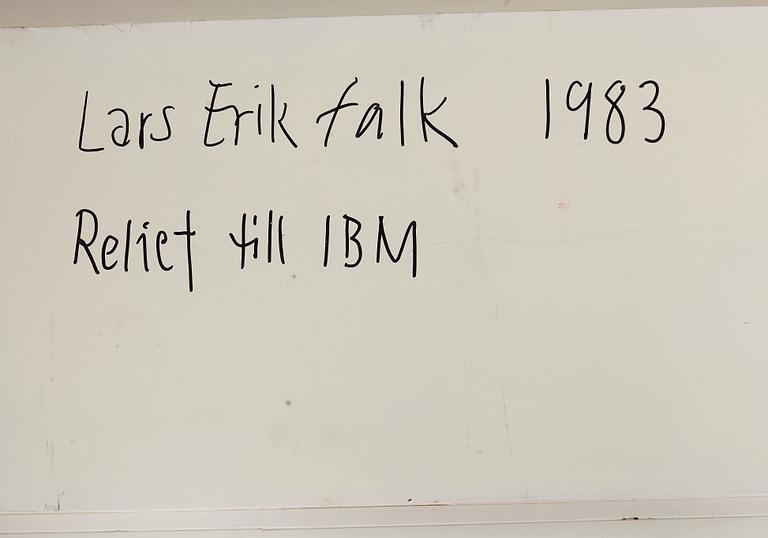 Lars Erik falk 1983
Relief till IBM